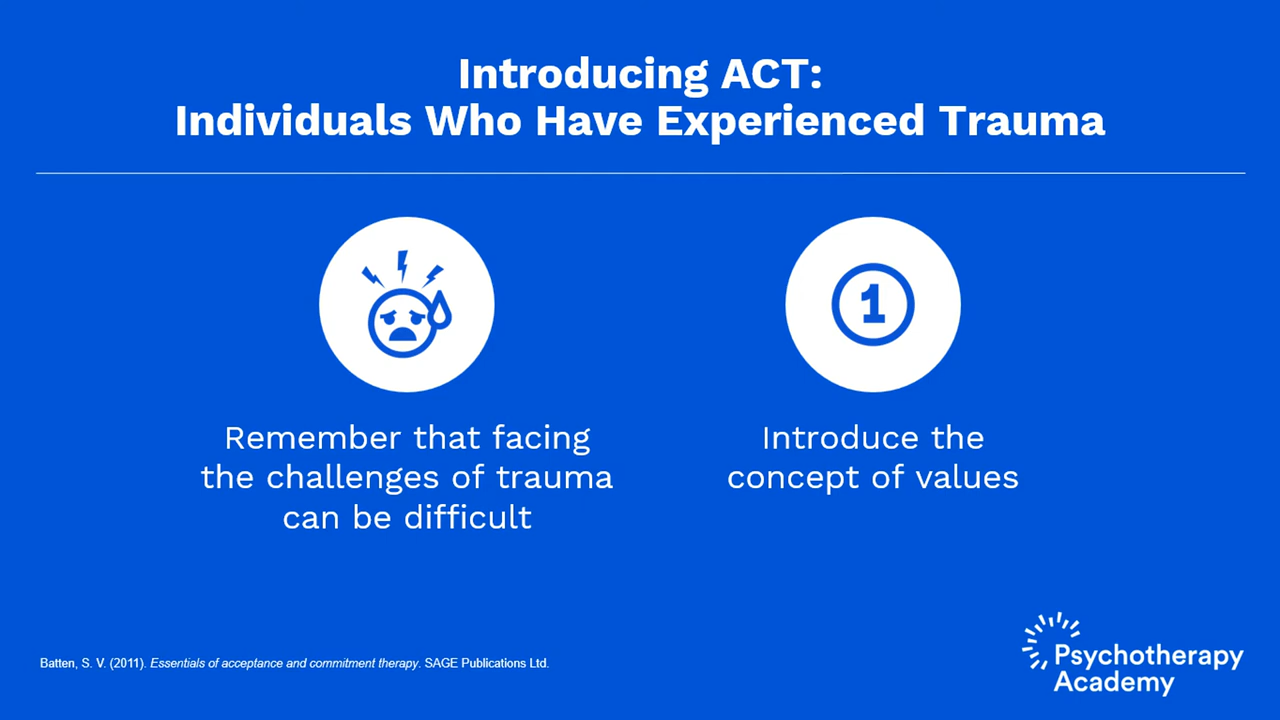 Introducing ACT:
Individuals Who Have Experienced Trauma
1
Remember that facing
the challenges of trauma
can be difficult
Introduce the
concept of values
Batten, S. V. (2011). Essentials of acceptance and commitment therapy. SAGE Publications Ltd.
Psychotherapy
Academy